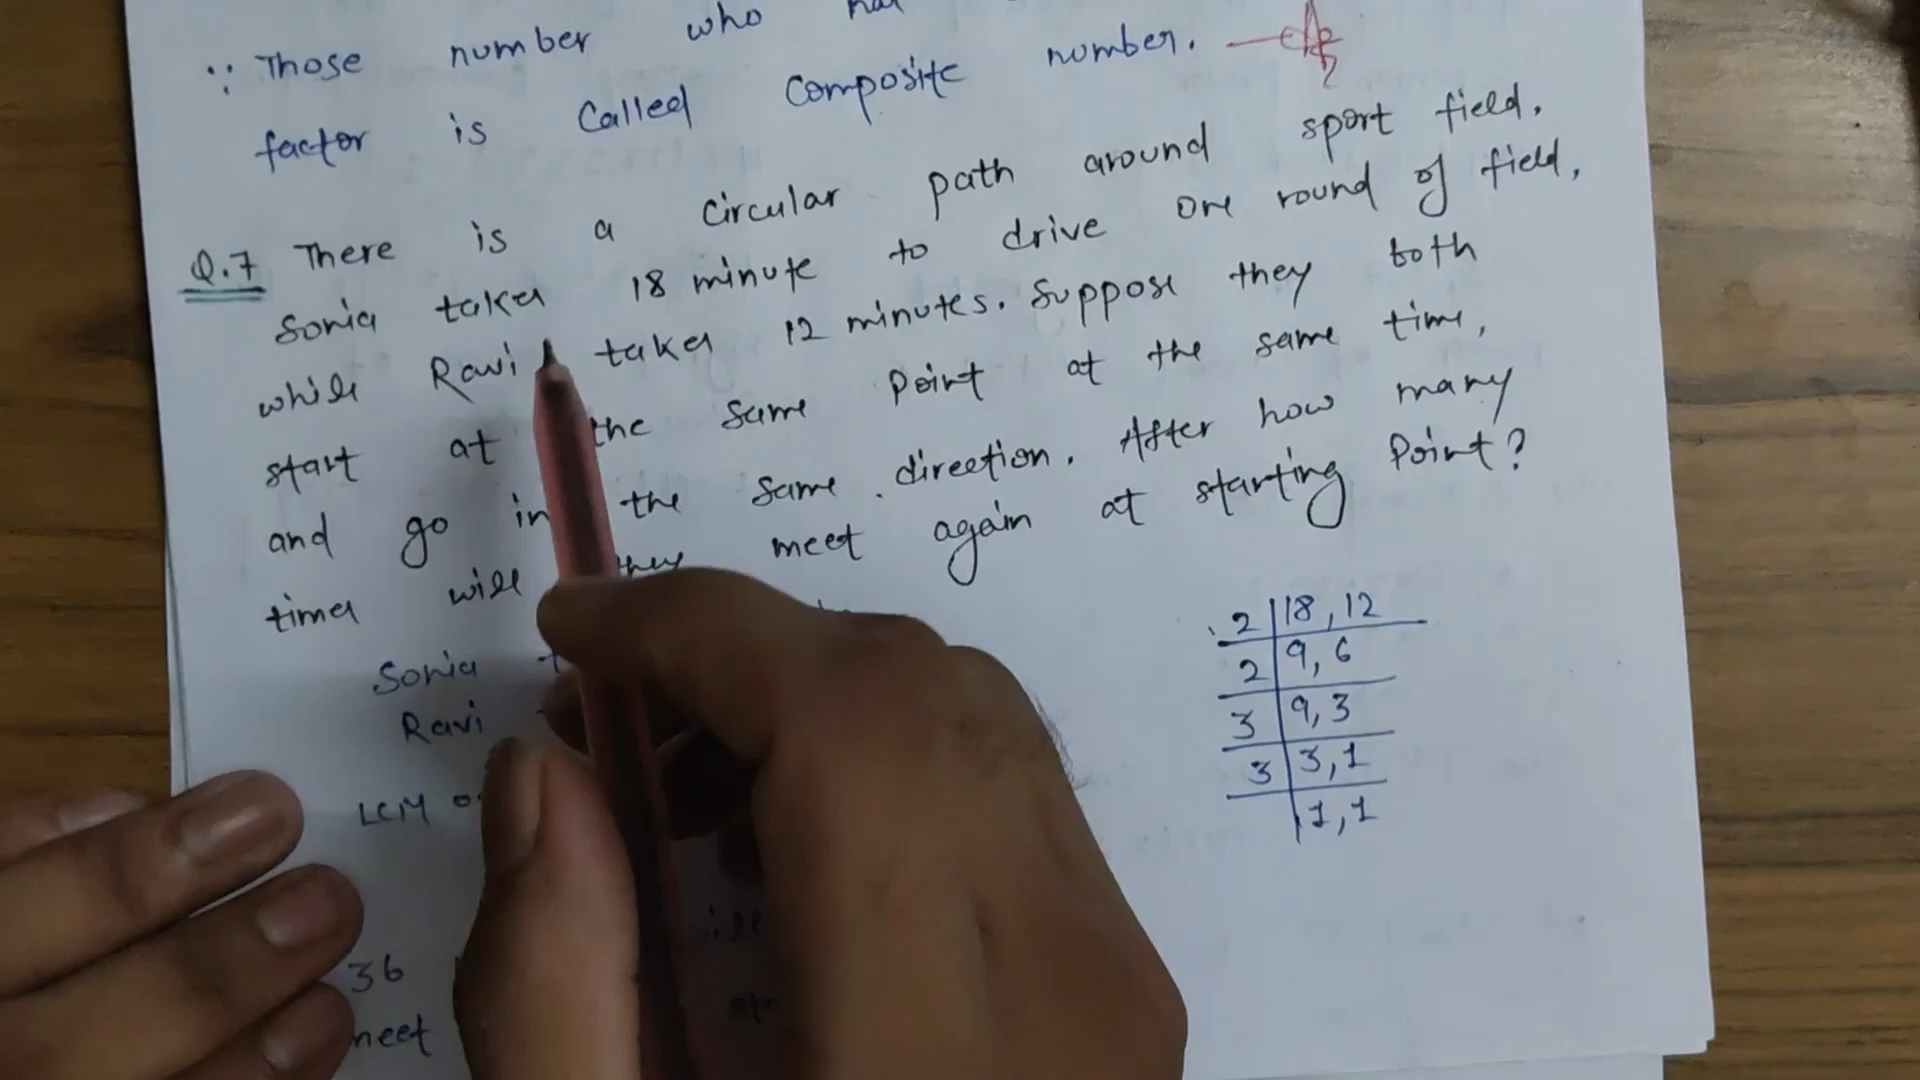 ∵ Those number who
factor is called composite number.
Q.7 There is a circular path around sport field.
Sonia takes 18 minute to drive one round of field,
while Ravi takes 12 minutes. Suppose they both
start at the same point at the same time,
and go in the same direction. After how many
times will they meet again at starting point?
Sonia
Ravi
LCM
36
meet
2 | 18, 12
2 | 9, 6
3 | 9, 3
3 | 3, 1
| 1, 1